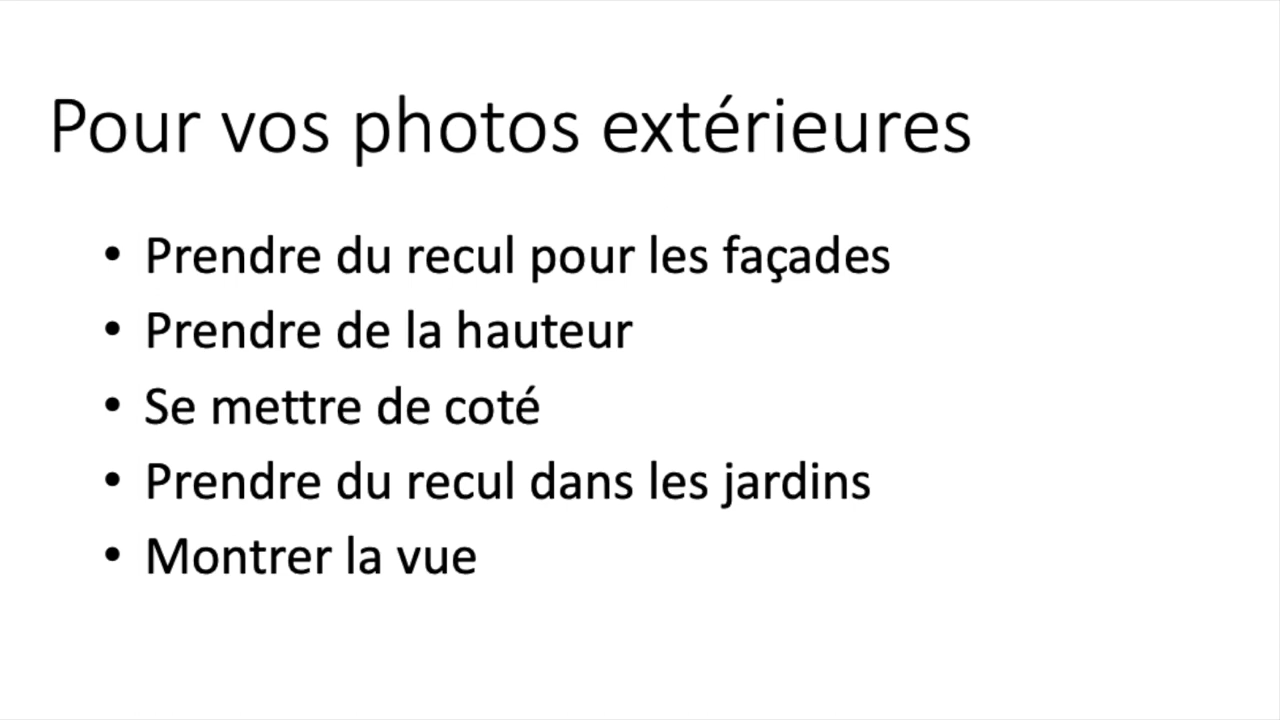 Pour vos photos extérieures
• Prendre du recul pour les façades
• Prendre de la hauteur
• Se mettre de coté
• Prendre du recul dans les jardins
• Montrer la vue